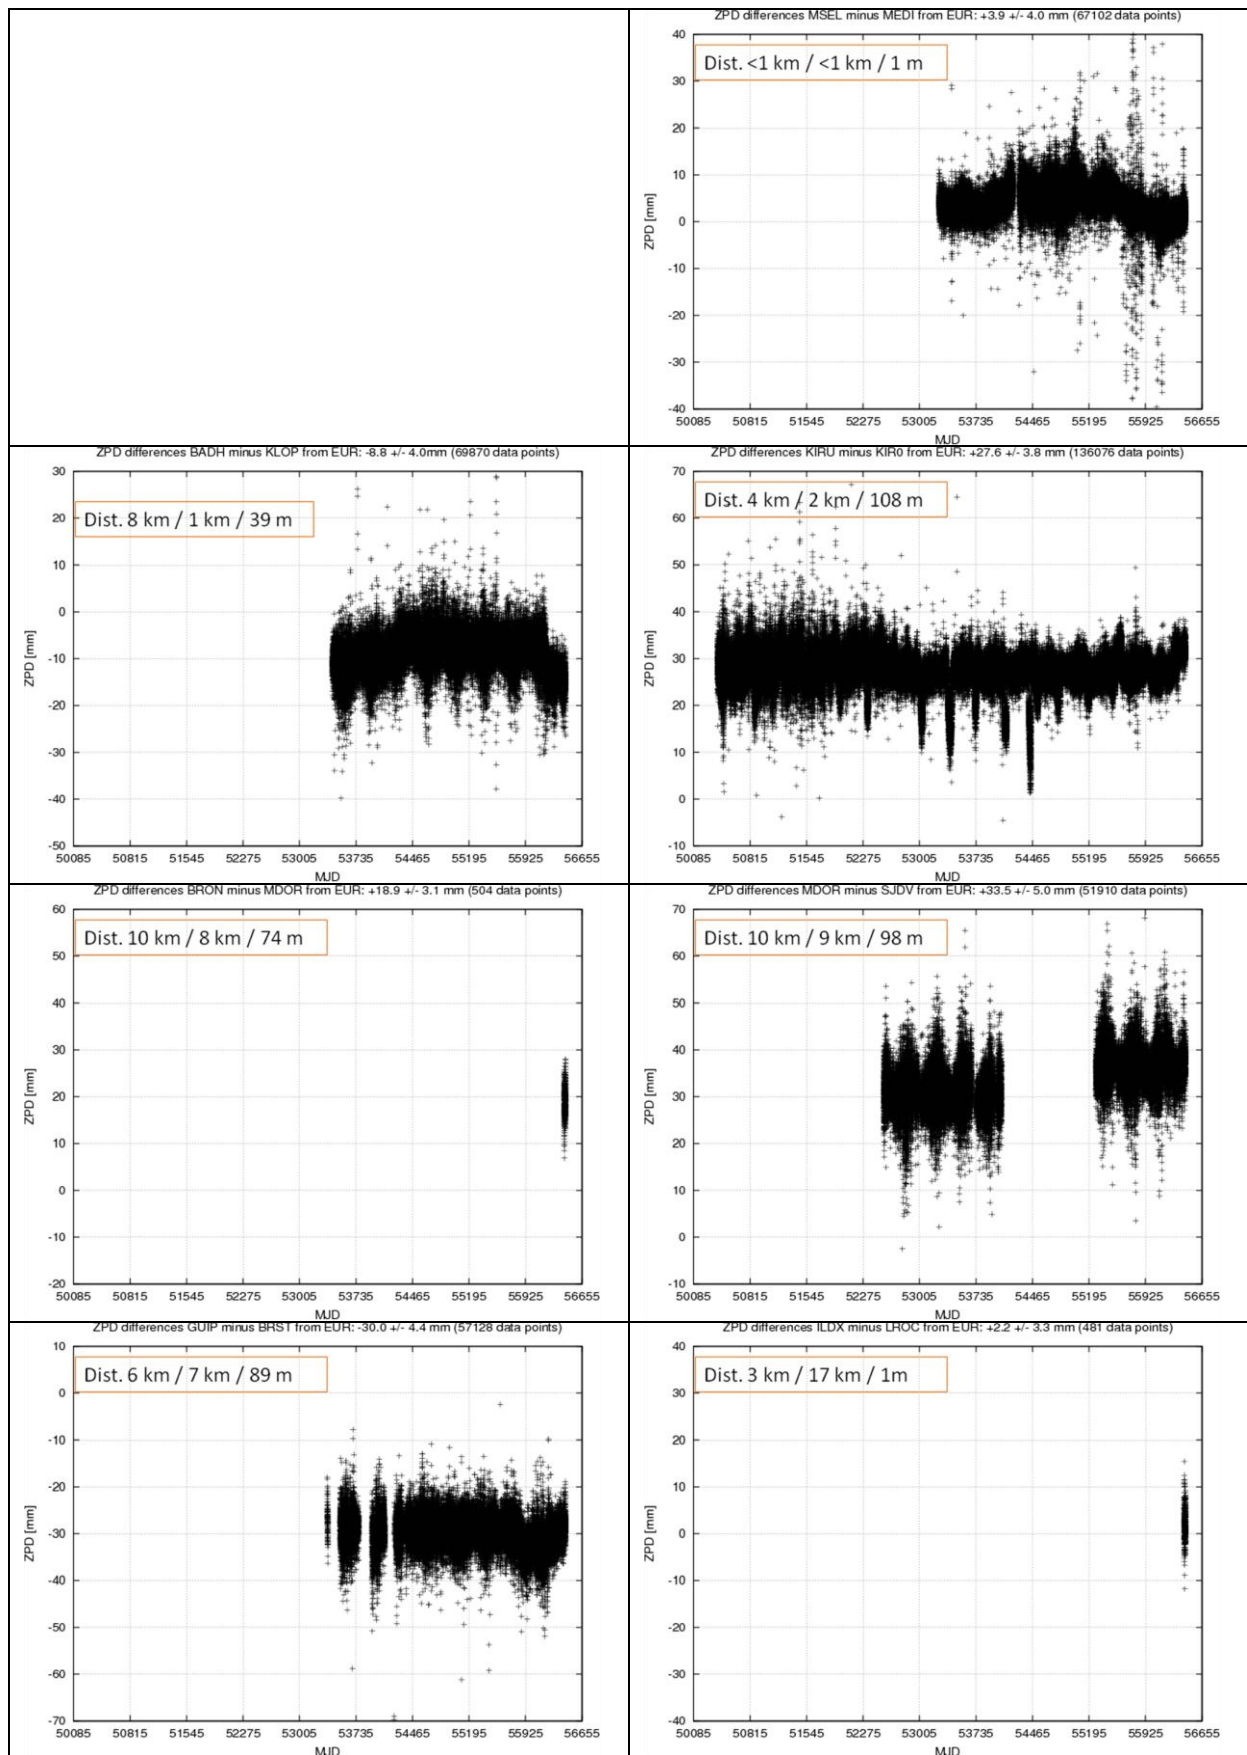 ZPD differences MSEL minus MEDI from EUR: +3.9 +/- 4.0 mm (67102 data points)
Dist. <1 km / <1 km / 1 m
ZPD [mm]
40
30
20
10
0
-10
-20
-30
-40
50085 50815 51545 52275 53005 53735 54465 55195 55925 56655
MJD
ZPD differences BADH minus KLOP from EUR: -8.8 +/- 4.0mm (69870 data points)
Dist. 8 km / 1 km / 39 m
ZPD [mm]
30
20
10
0
-10
-20
-30
-40
-50
50085 50815 51545 52275 53005 53735 54465 55195 55925 56655
MJD
ZPD differences KIRU minus KIR0 from EUR: +27.6 +/- 3.8 mm (136076 data points)
Dist. 4 km / 2 km / 108 m
ZPD [mm]
70
60
50
40
30
20
10
0
-10
50085 50815 51545 52275 53005 53735 54465 55195 55925 56655
MJD
ZPD differences BRON minus MDOR from EUR: +18.9 +/- 3.1 mm (504 data points)
Dist. 10 km / 8 km / 74 m
ZPD [mm]
60
50
40
30
20
10
0
-10
-20
50085 50815 51545 52275 53005 53735 54465 55195 55925 56655
MJD
ZPD differences MDOR minus SJDV from EUR: +33.5 +/- 5.0 mm (51910 data points)
Dist. 10 km / 9 km / 98 m
ZPD [mm]
70
60
50
40
30
20
10
0
-10
50085 50815 51545 52275 53005 53735 54465 55195 55925 56655
MJD
ZPD differences GUIP minus BRST from EUR: -30.0 +/- 4.4 mm (57128 data points)
Dist. 6 km / 7 km / 89 m
ZPD [mm]
10
0
-10
-20
-30
-40
-50
-60
-70
50085 50815 51545 52275 53005 53735 54465 55195 55925 56655
MJD
ZPD differences ILDX minus LROC from EUR: +2.2 +/- 3.3 mm (481 data points)
Dist. 3 km / 17 km / 1m
ZPD [mm]
40
30
20
10
0
-10
-20
-30
-40
50085 50815 51545 52275 53005 53735 54465 55195 55925 56655
MJD